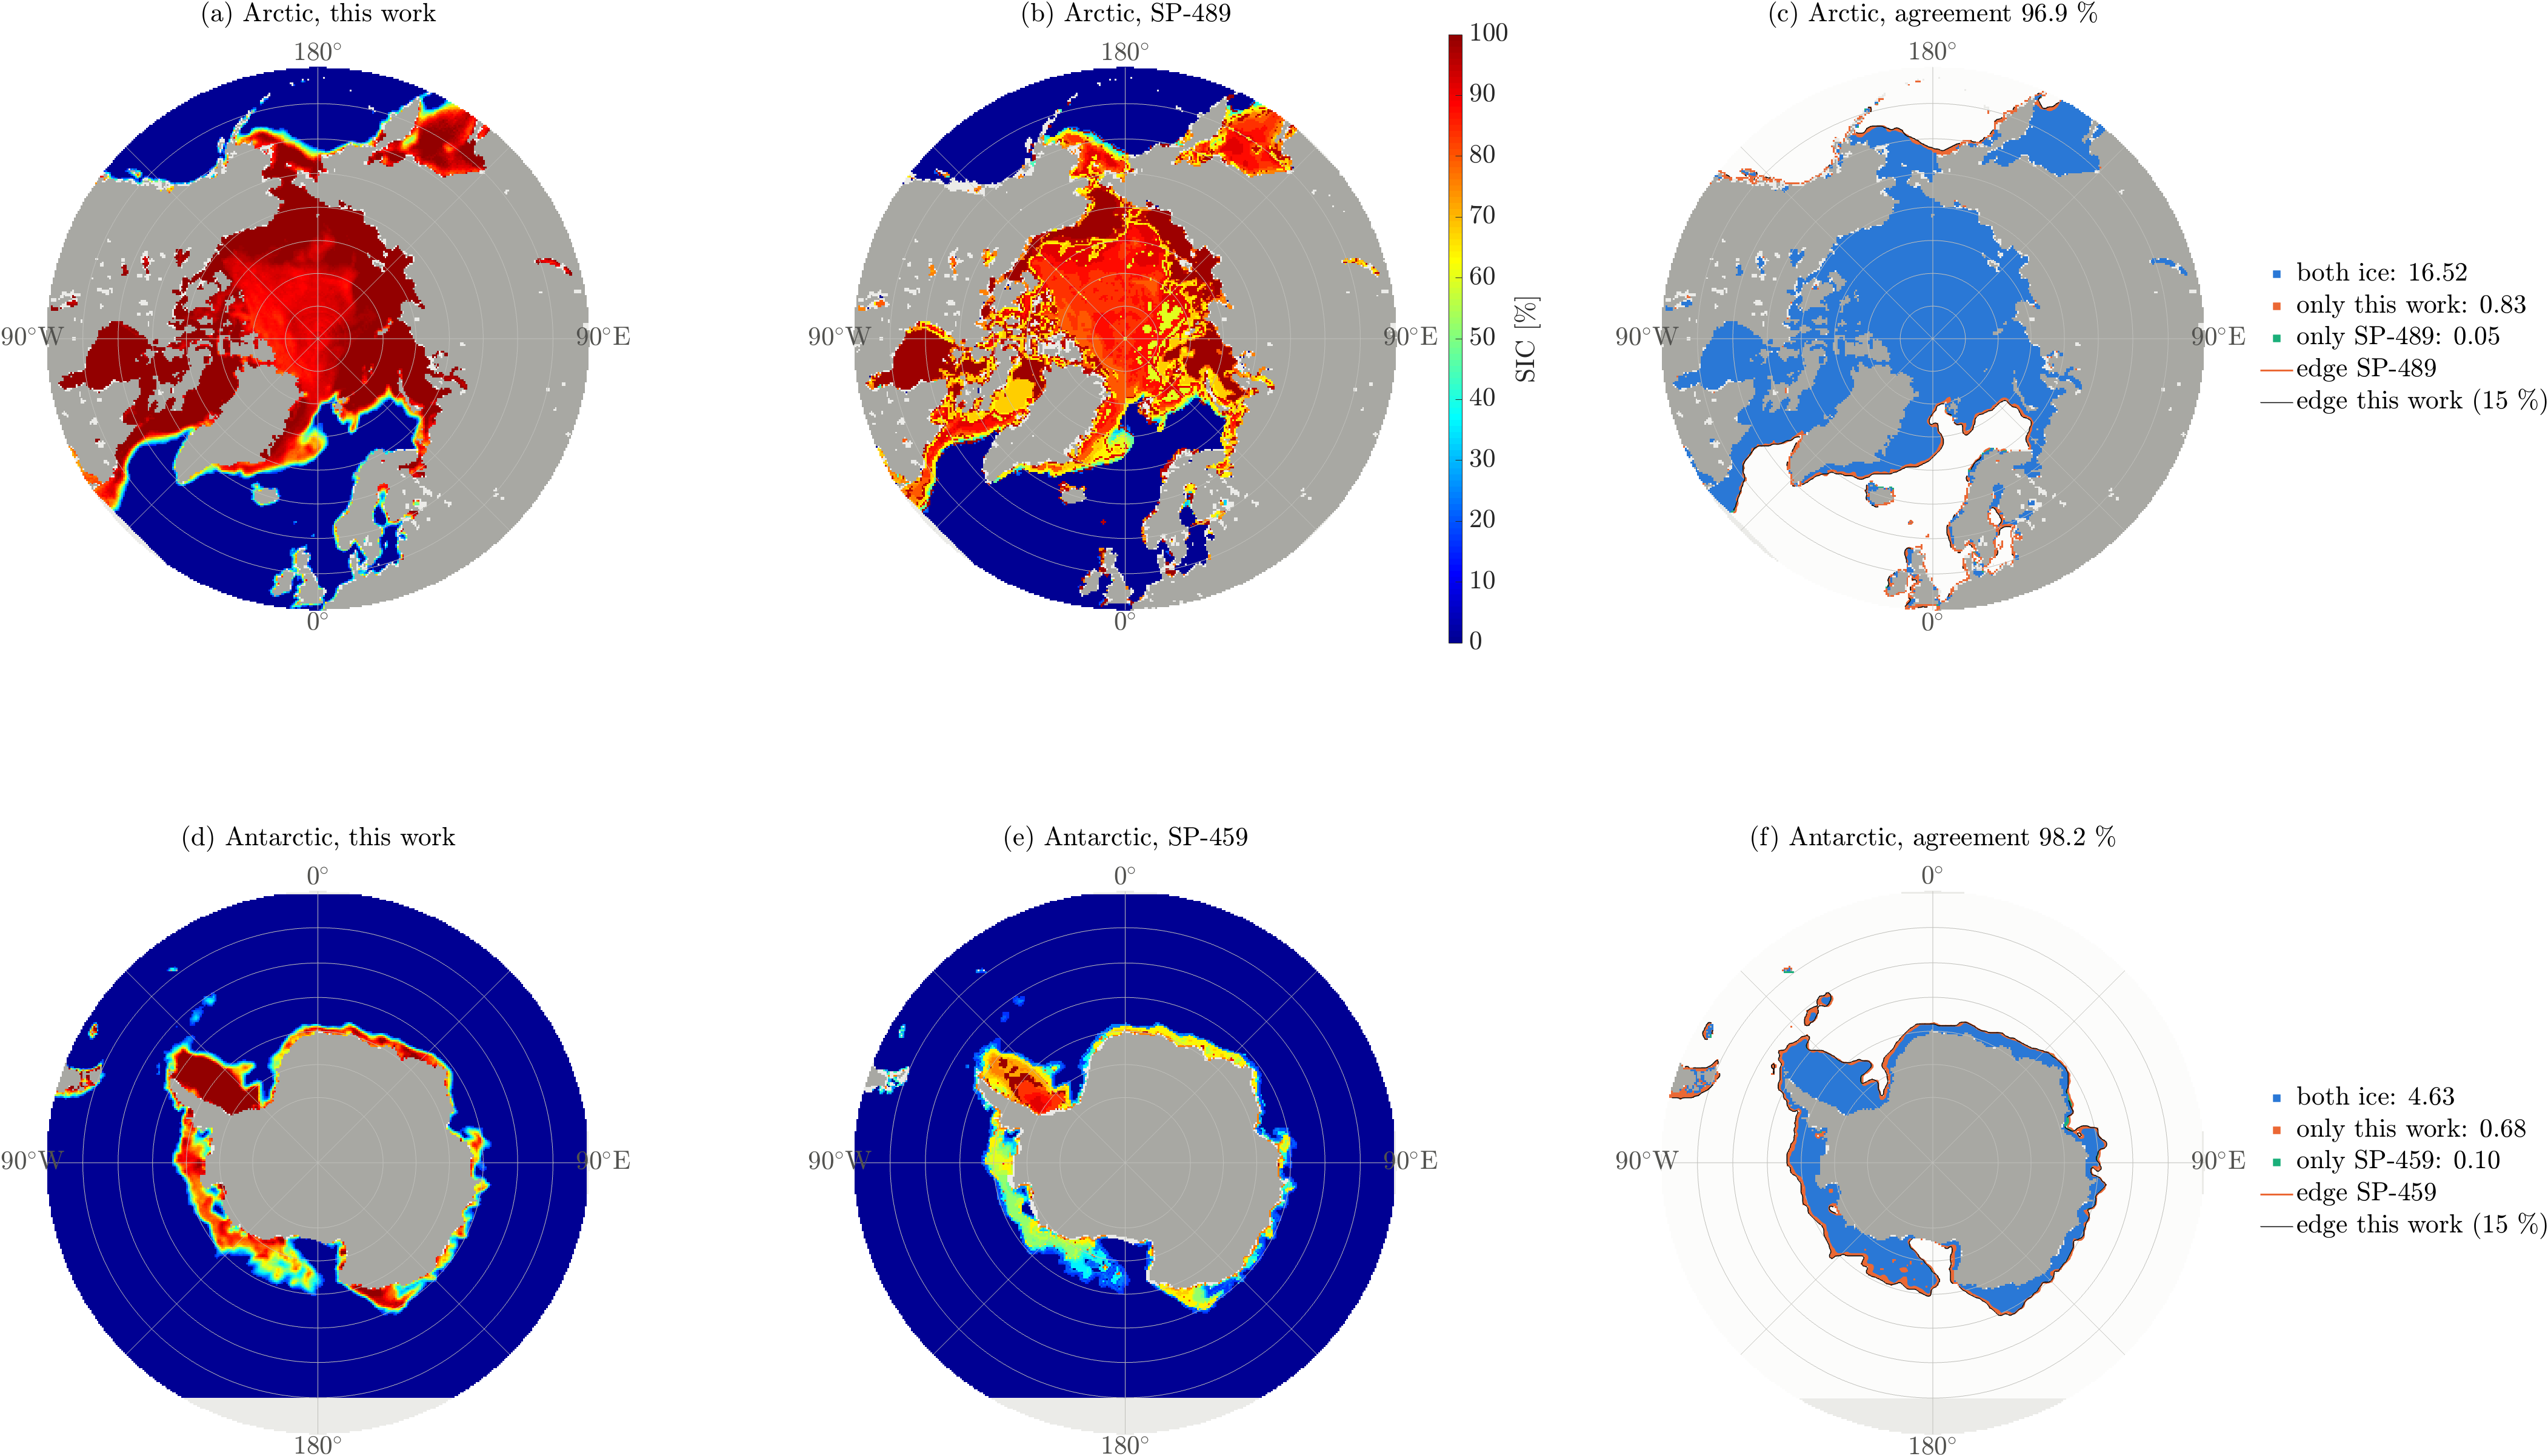 (a) Arctic, this work
(b) Arctic, SP-489
(c) Arctic, agreement 96.9 %
180°
180°
180°
90°W
90°E
90°W
90°E
90°W
90°E
0°
0°
0°
100
90
80
70
60
50
40
30
20
10
0
SIC [%]
both ice: 16.52
only this work: 0.83
only SP-489: 0.05
edge SP-489
edge this work (15 %)
(d) Antarctic, this work
(e) Antarctic, SP-459
(f) Antarctic, agreement 98.2 %
0°
0°
0°
90°W
90°E
90°W
90°E
90°W
90°E
180°
180°
180°
both ice: 4.63
only this work: 0.68
only SP-459: 0.10
edge SP-459
edge this work (15 %)